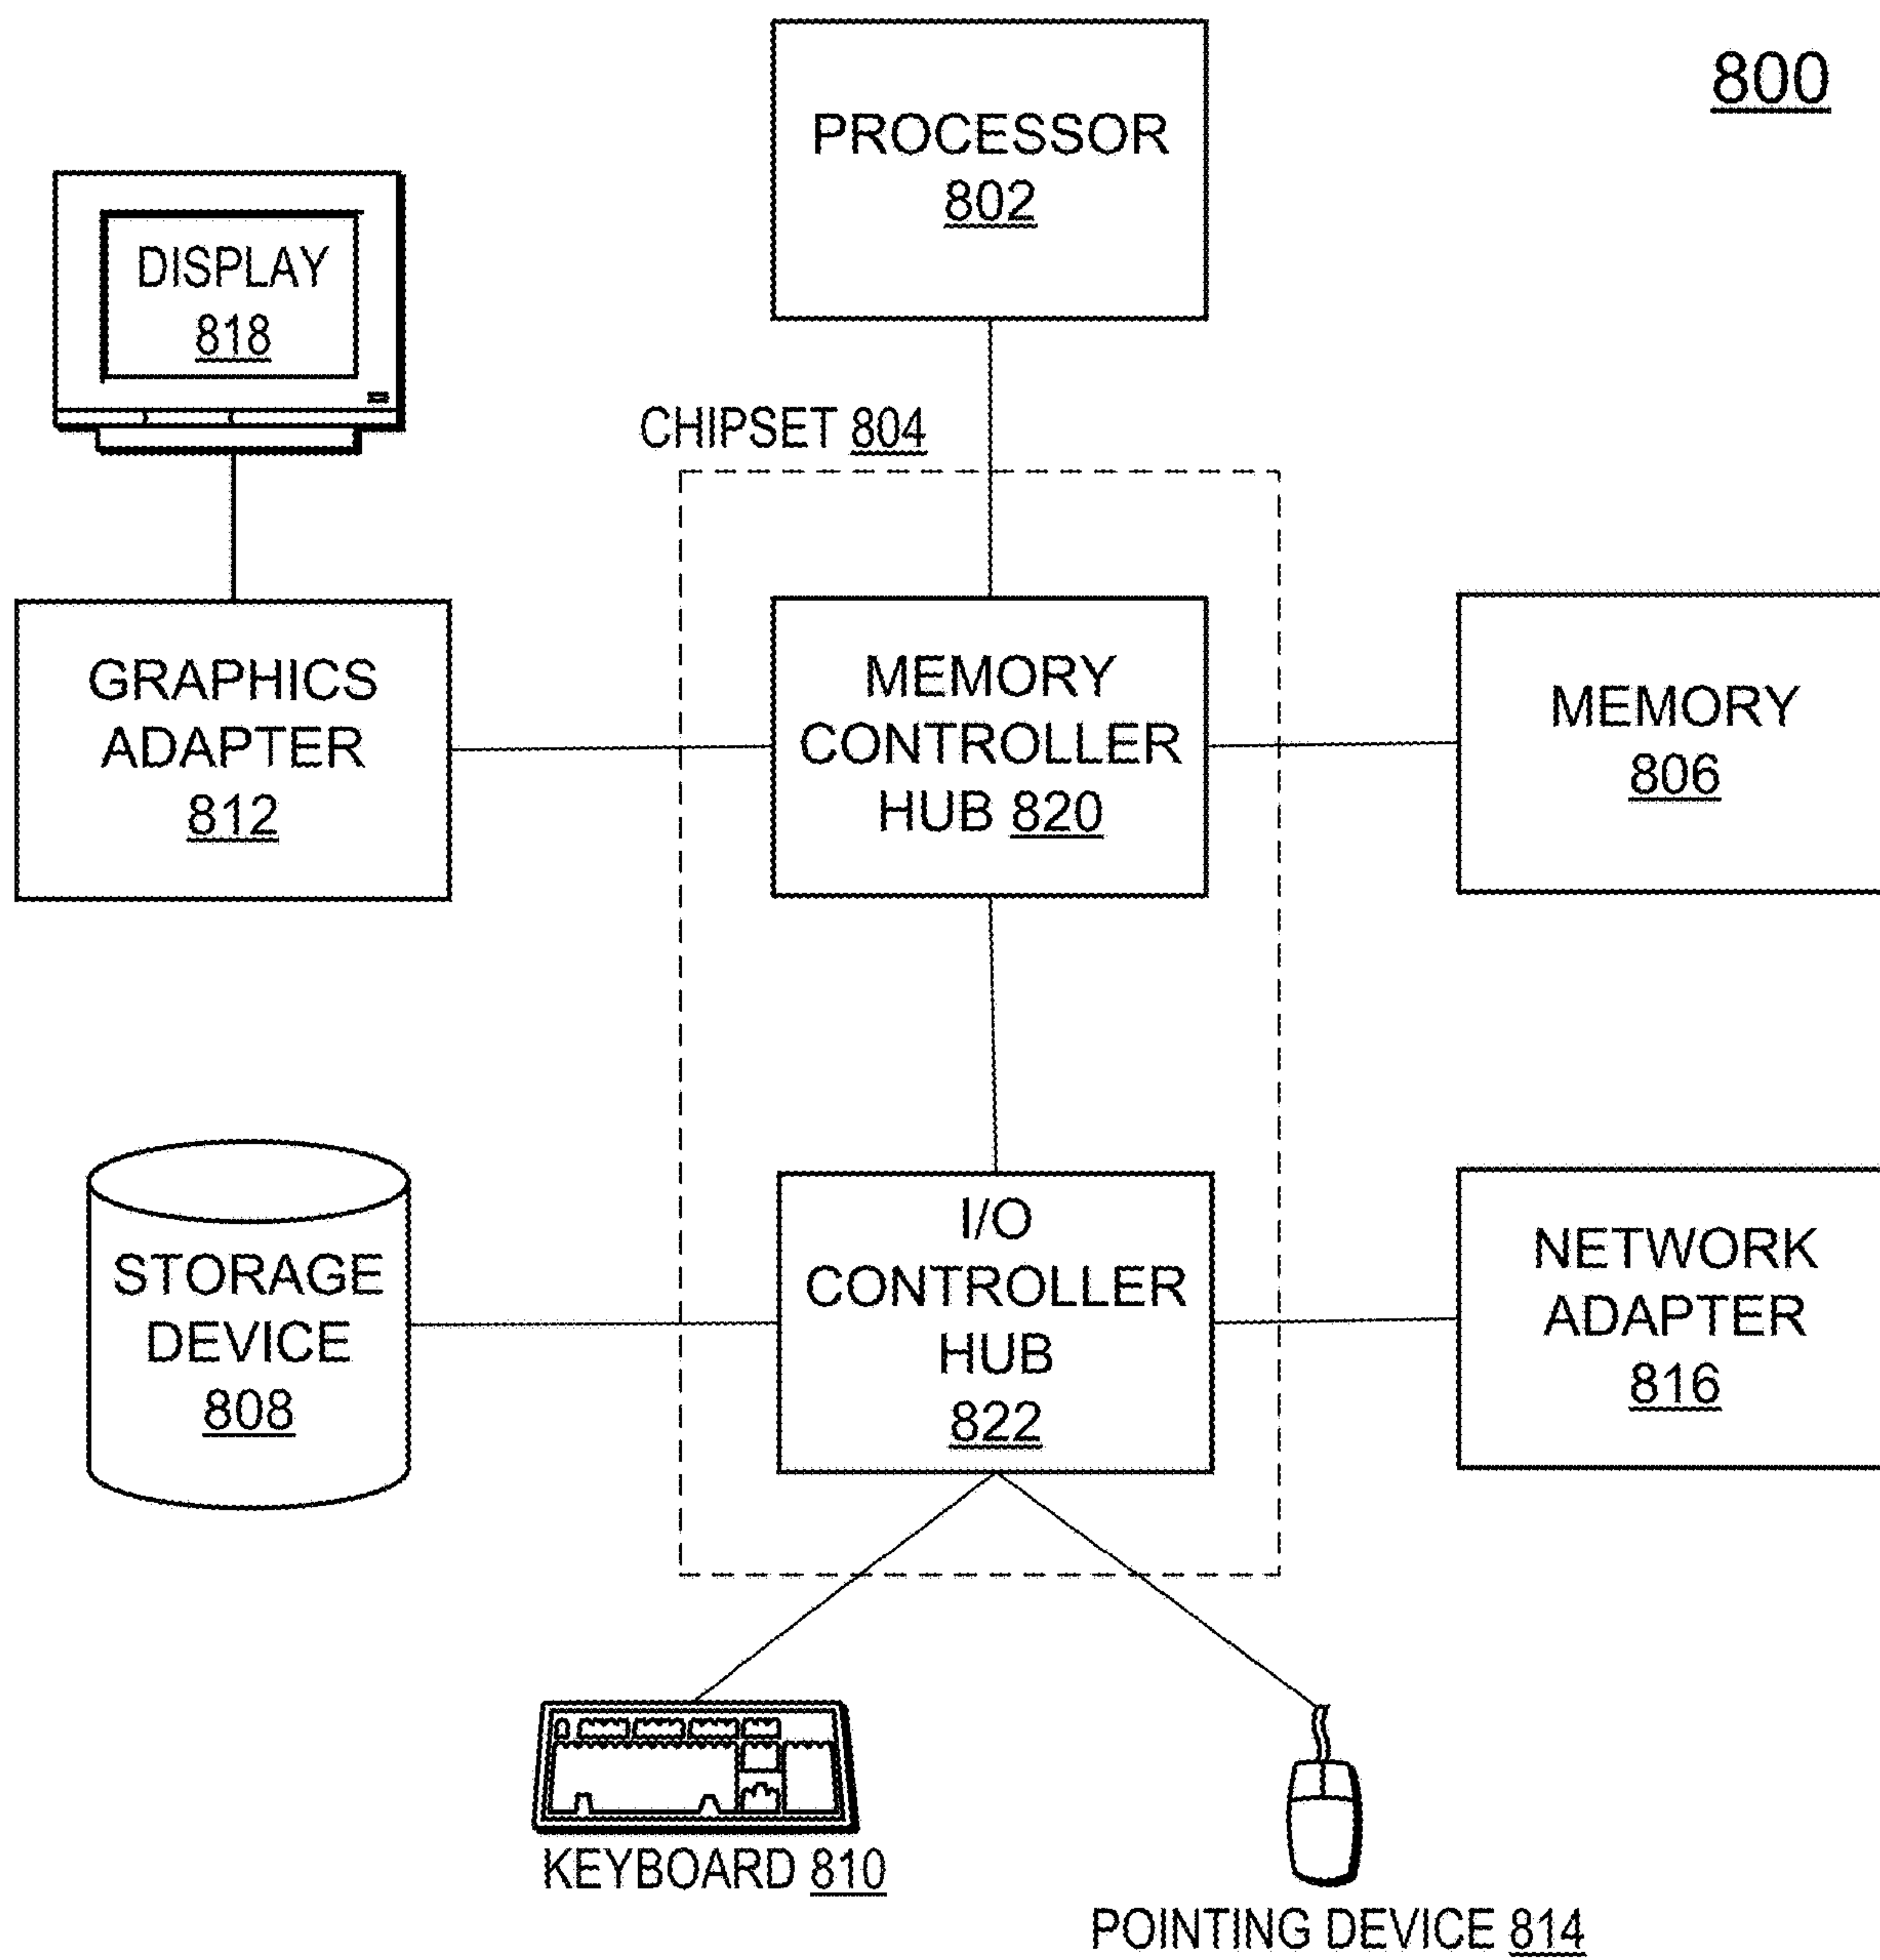 800
PROCESSOR
802
DISPLAY
818
CHIPSET 804
GRAPHICS
ADAPTER
812
MEMORY
CONTROLLER
HUB 820
MEMORY
806
STORAGE
DEVICE
808
I/O
CONTROLLER
HUB
822
NETWORK
ADAPTER
816
KEYBOARD 810
POINTING DEVICE 814